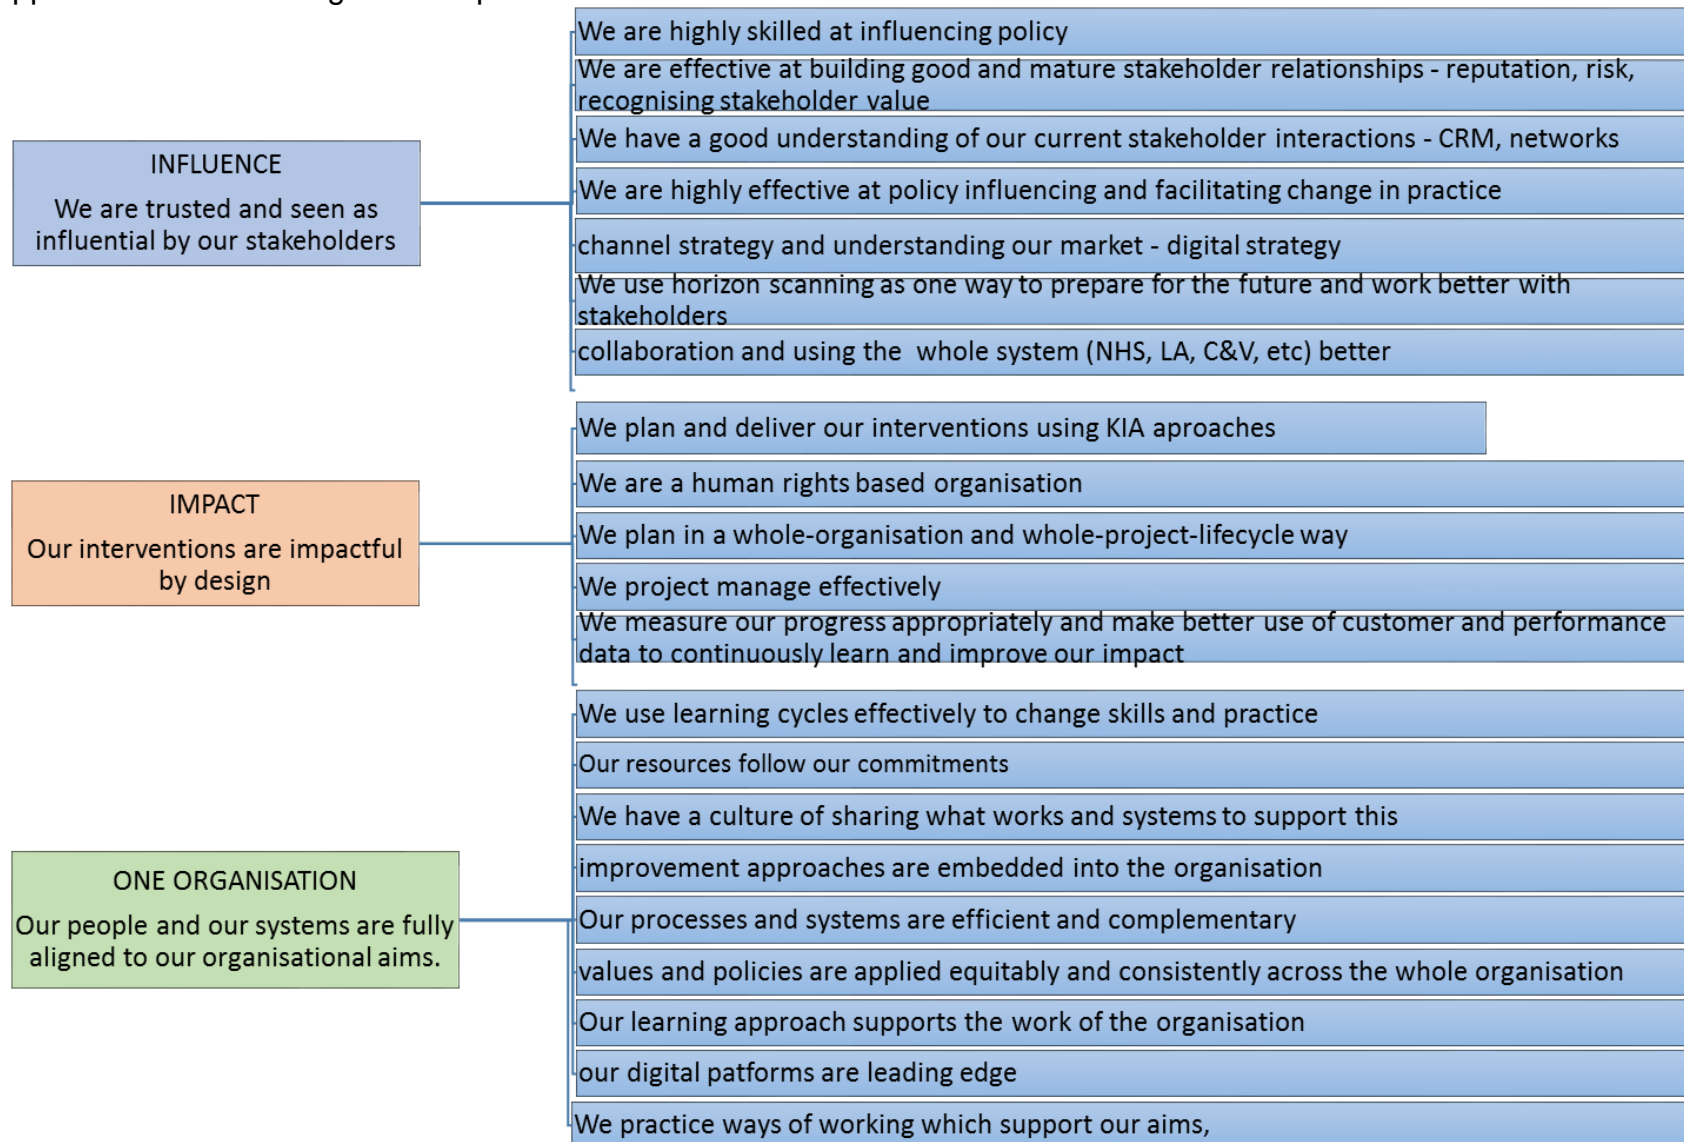 INFLUENCE
We are trusted and seen as
influential by our stakeholders
We are highly skilled at influencing policy
We are effective at building good and mature stakeholder relationships - reputation, risk,
recognising stakeholder value
We have a good understanding of our current stakeholder interactions - CRM, networks
We are highly effective at policy influencing and facilitating change in practice
channel strategy and understanding our market - digital strategy
We use horizon scanning as one way to prepare for the future and work better with
stakeholders
collaboration and using the whole system (NHS, LA, C&V, etc) better
IMPACT
Our interventions are impactful
by design
We plan and deliver our interventions using KIA aproaches
We are a human rights based organisation
We plan in a whole-organisation and whole-project-lifecycle way
We project manage effectively
We measure our progress appropriately and make better use of customer and performance
data to continuously learn and improve our impact
ONE ORGANISATION
Our people and our systems are fully
aligned to our organisational aims.
We use learning cycles effectively to change skills and practice
Our resources follow our commitments
We have a culture of sharing what works and systems to support this
improvement approaches are embedded into the organisation
Our processes and systems are efficient and complementary
values and policies are applied equitably and consistently across the whole organisation
Our learning approach supports the work of the organisation
our digital patforms are leading edge
We practice ways of working which support our aims,